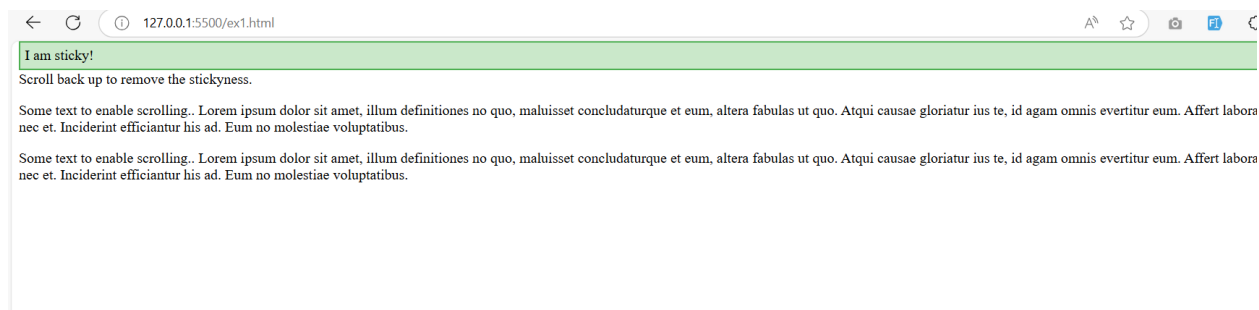 127.0.0.1:5500/ex1.html
I am sticky!
Scroll back up to remove the stickyness.
Some text to enable scrolling.. Lorem ipsum dolor sit amet, illum definitiones no quo, maluisset concludaturque et eum, altera fabulas ut quo. Atqui causae gloriatur ius te, id agam omnis evertitur eum. Affert labora
nec et. Inciderint efficiantur his ad. Eum no molestiae voluptatibus.
Some text to enable scrolling.. Lorem ipsum dolor sit amet, illum definitiones no quo, maluisset concludaturque et eum, altera fabulas ut quo. Atqui causae gloriatur ius te, id agam omnis evertitur eum. Affert labora
nec et. Inciderint efficiantur his ad. Eum no molestiae voluptatibus.